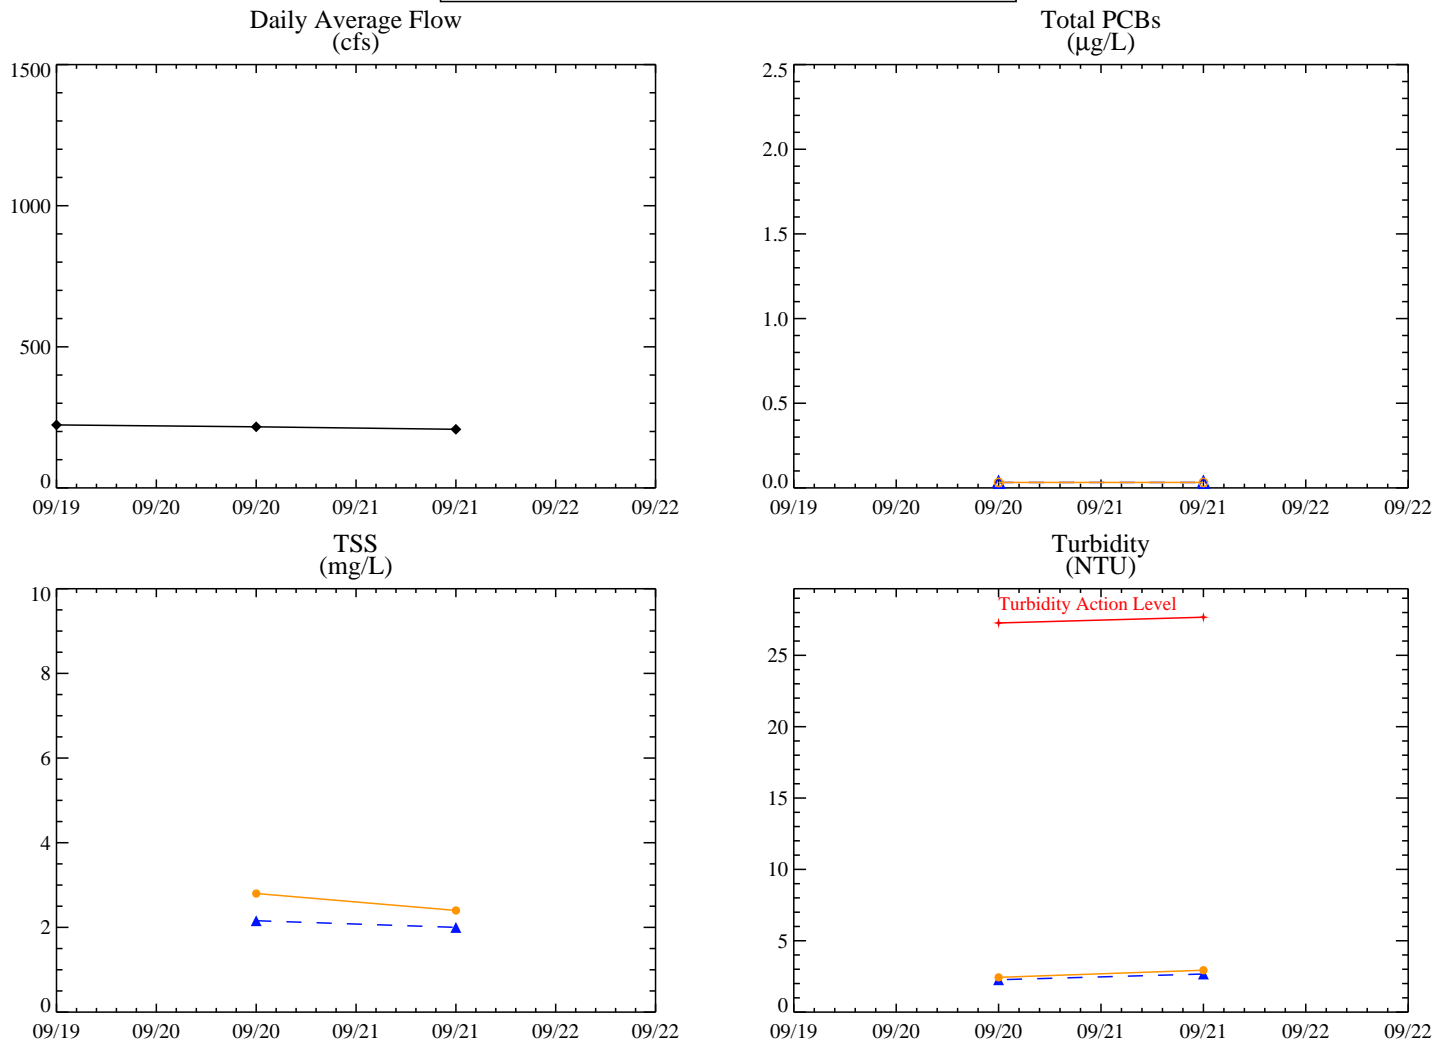 Daily Average Flow
(cfs)
1500
1000
500
0
09/19 09/20 09/20 09/21 09/21 09/22 09/22
Total PCBs
(μg/L)
2.5
2.0
1.5
1.0
0.5
0.0
09/19 09/20 09/20 09/21 09/21 09/22 09/22
TSS
(mg/L)
10
8
6
4
2
0
09/19 09/20 09/20 09/21 09/21 09/22 09/22
Turbidity
(NTU)
Turbidity Action Level
25
20
15
10
5
0
09/19 09/20 09/20 09/21 09/21 09/22 09/22